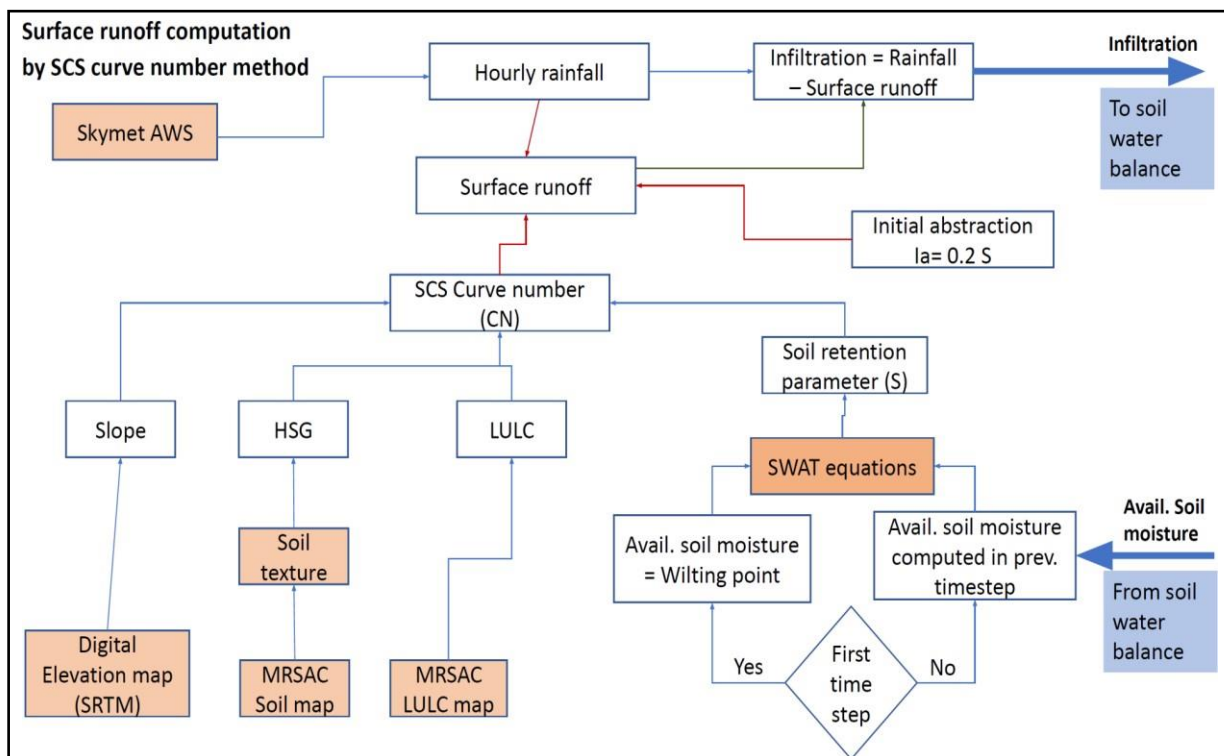 Surface runoff computation
by SCS curve number method
Hourly rainfall
Infiltration = Rainfall
– Surface runoff
Infiltration
Skymet AWS
To soil
water
balance
Surface runoff
Initial abstraction
Ia= 0.2 S
SCS Curve number
(CN)
Soil retention
parameter (S)
Slope
HSG
LULC
SWAT equations
Avail. Soil
moisture
Soil
texture
Avail. soil moisture
= Wilting point
Avail. soil moisture
computed in prev.
timestep
From soil
water
balance
Digital
Elevation map
(SRTM)
MRSAC
Soil map
MRSAC
LULC map
Yes
First
time
step
No